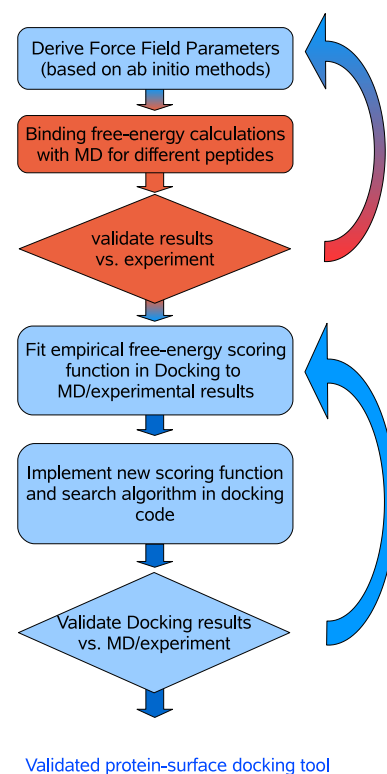 Derive Force Field Parameters
(based on ab initio methods)
Binding free-energy calculations
with MD for different peptides
validate results
vs. experiment
Fit empirical free-energy scoring
function in Docking to
MD/experimental results
Implement new scoring function
and search algorithm in docking
code
Validate Docking results
vs. MD/experiment
Validated protein-surface docking tool